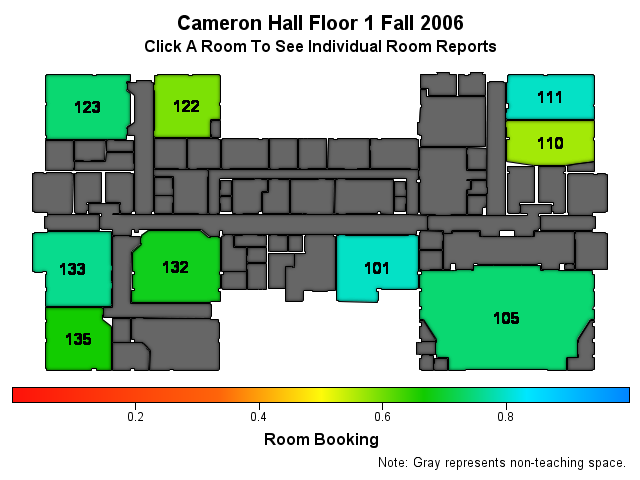 Cameron Hall Floor 1 Fall 2006
Click A Room To See Individual Room Reports
123
122
111
110
133
132
101
135
105
0.2 0.4 0.6 0.8
Room Booking
Note: Gray represents non-teaching space.